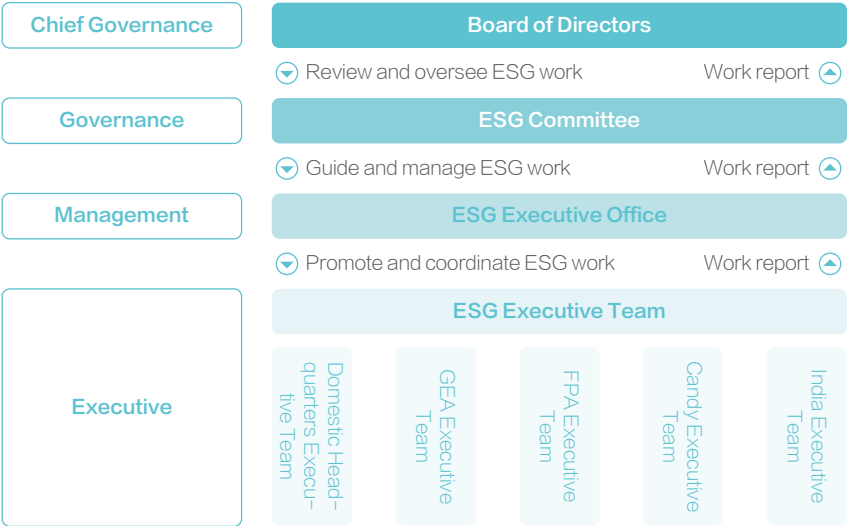 Chief Governance
Board of Directors
Review and oversee ESG work
Work report
Governance
ESG Committee
Guide and manage ESG work
Work report
Management
ESG Executive Office
Promote and coordinate ESG work
Work report
Executive
ESG Executive Team
Domestic Head-
quarters Execu-
tive Team
GEA Executive
Team
FPA Executive
Team
Candy Executive
Team
India Executive
Team